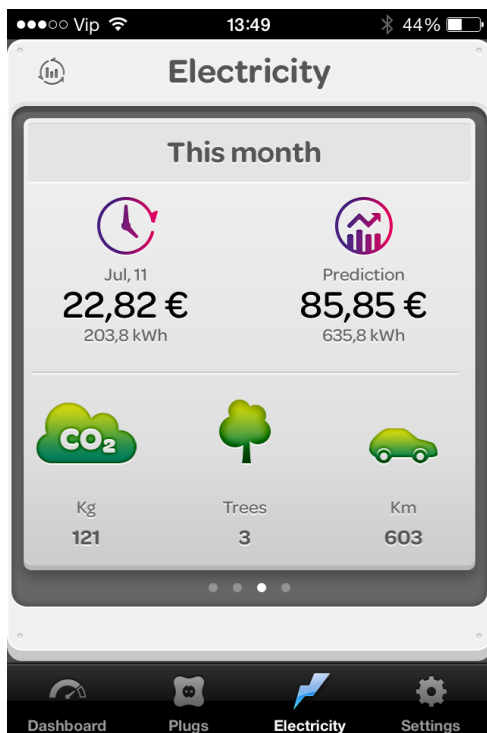 Vip 13:49 44%
Electricity
This month
Jul, 11 Prediction
22,82 € 85,85 €
203,8 kWh 635,8 kWh
CO2
Kg Trees Km
121 3 603
Dashboard Plugs Electricity Settings